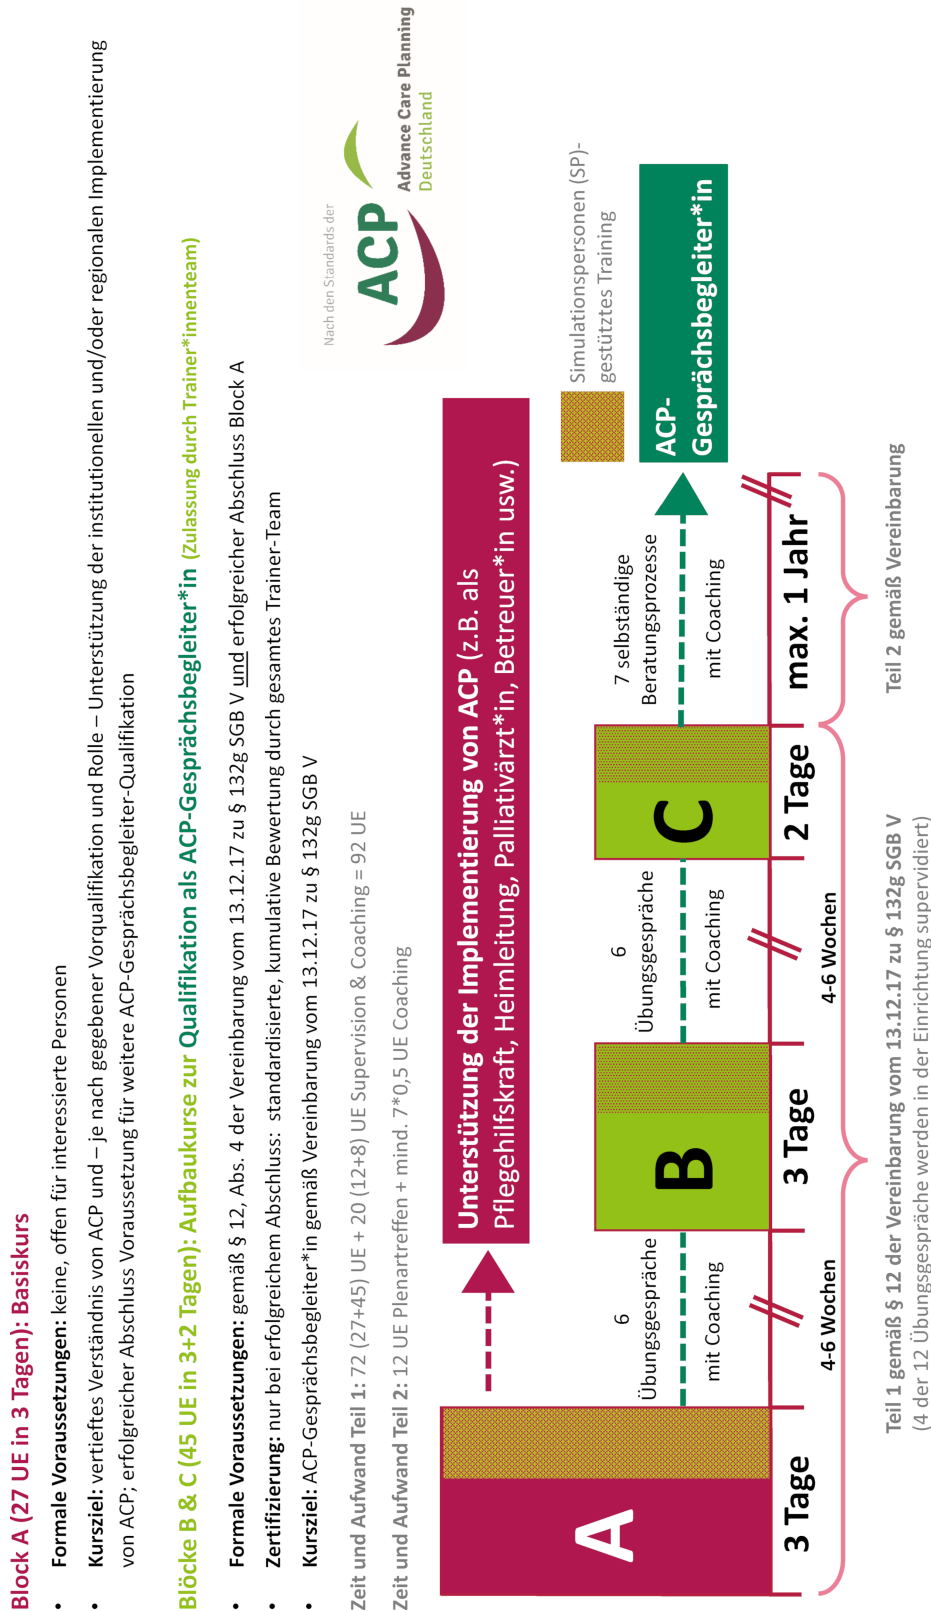 Block A (27 UE in 3 Tagen): Basiskurs
• Formale Voraussetzungen: keine, offen für interessierte Personen
• Kursziel: vertieftes Verständnis von ACP und – je nach gegebener Vorqualifikation und Rolle – Unterstützung der institutionellen und/oder regionalen Implementierung
von ACP; erfolgreicher Abschluss Voraussetzung für weitere ACP-Gesprächsbegleiter-Qualifikation
Blöcke B & C (45 UE in 3+2 Tagen): Aufbaukurse zur Qualifikation als ACP-Gesprächsbegleiter*in (Zulassung durch Trainer*innenteam)
• Formale Voraussetzungen: gemäß § 12, Abs. 4 der Vereinbarung vom 13.12.17 zu § 132g SGB V und erfolgreicher Abschluss Block A
• Zertifizierung: nur bei erfolgreichem Abschluss: standardisierte, kumulative Bewertung durch gesamtes Trainer-Team
• Kursziel: ACP-Gesprächsbegleiter*in gemäß Vereinbarung vom 13.12.17 zu § 132g SGB V
Zeit und Aufwand Teil 1: 72 (27+45) UE + 20 (12+8) UE Supervision & Coaching = 92 UE
Zeit und Aufwand Teil 2: 12 UE Plenartreffen + mind. 7*0,5 UE Coaching
Nach den Standards der
ACP
Advance Care Planning
Deutschland
Unterstützung der Implementierung von ACP (z.B. als
Pflegehilfskraft, Heimleitung, Palliativärzt*in, Betreuer*in usw.)
Simulationspersonen (SP)-
gestütztes Training
A
6
Übungsgespräche
mit Coaching
B
6
Übungsgespräche
mit Coaching
C
7 selbständige
Beratungsprozesse
mit Coaching
ACP-
Gesprächsbegleiter*in
3 Tage
4-6 Wochen
3 Tage
4-6 Wochen
2 Tage
max. 1 Jahr
Teil 1 gemäß § 12 der Vereinbarung vom 13.12.17 zu § 132g SGB V
(4 der 12 Übungsgespräche werden in der Einrichtung supervidiert)
Teil 2 gemäß Vereinbarung